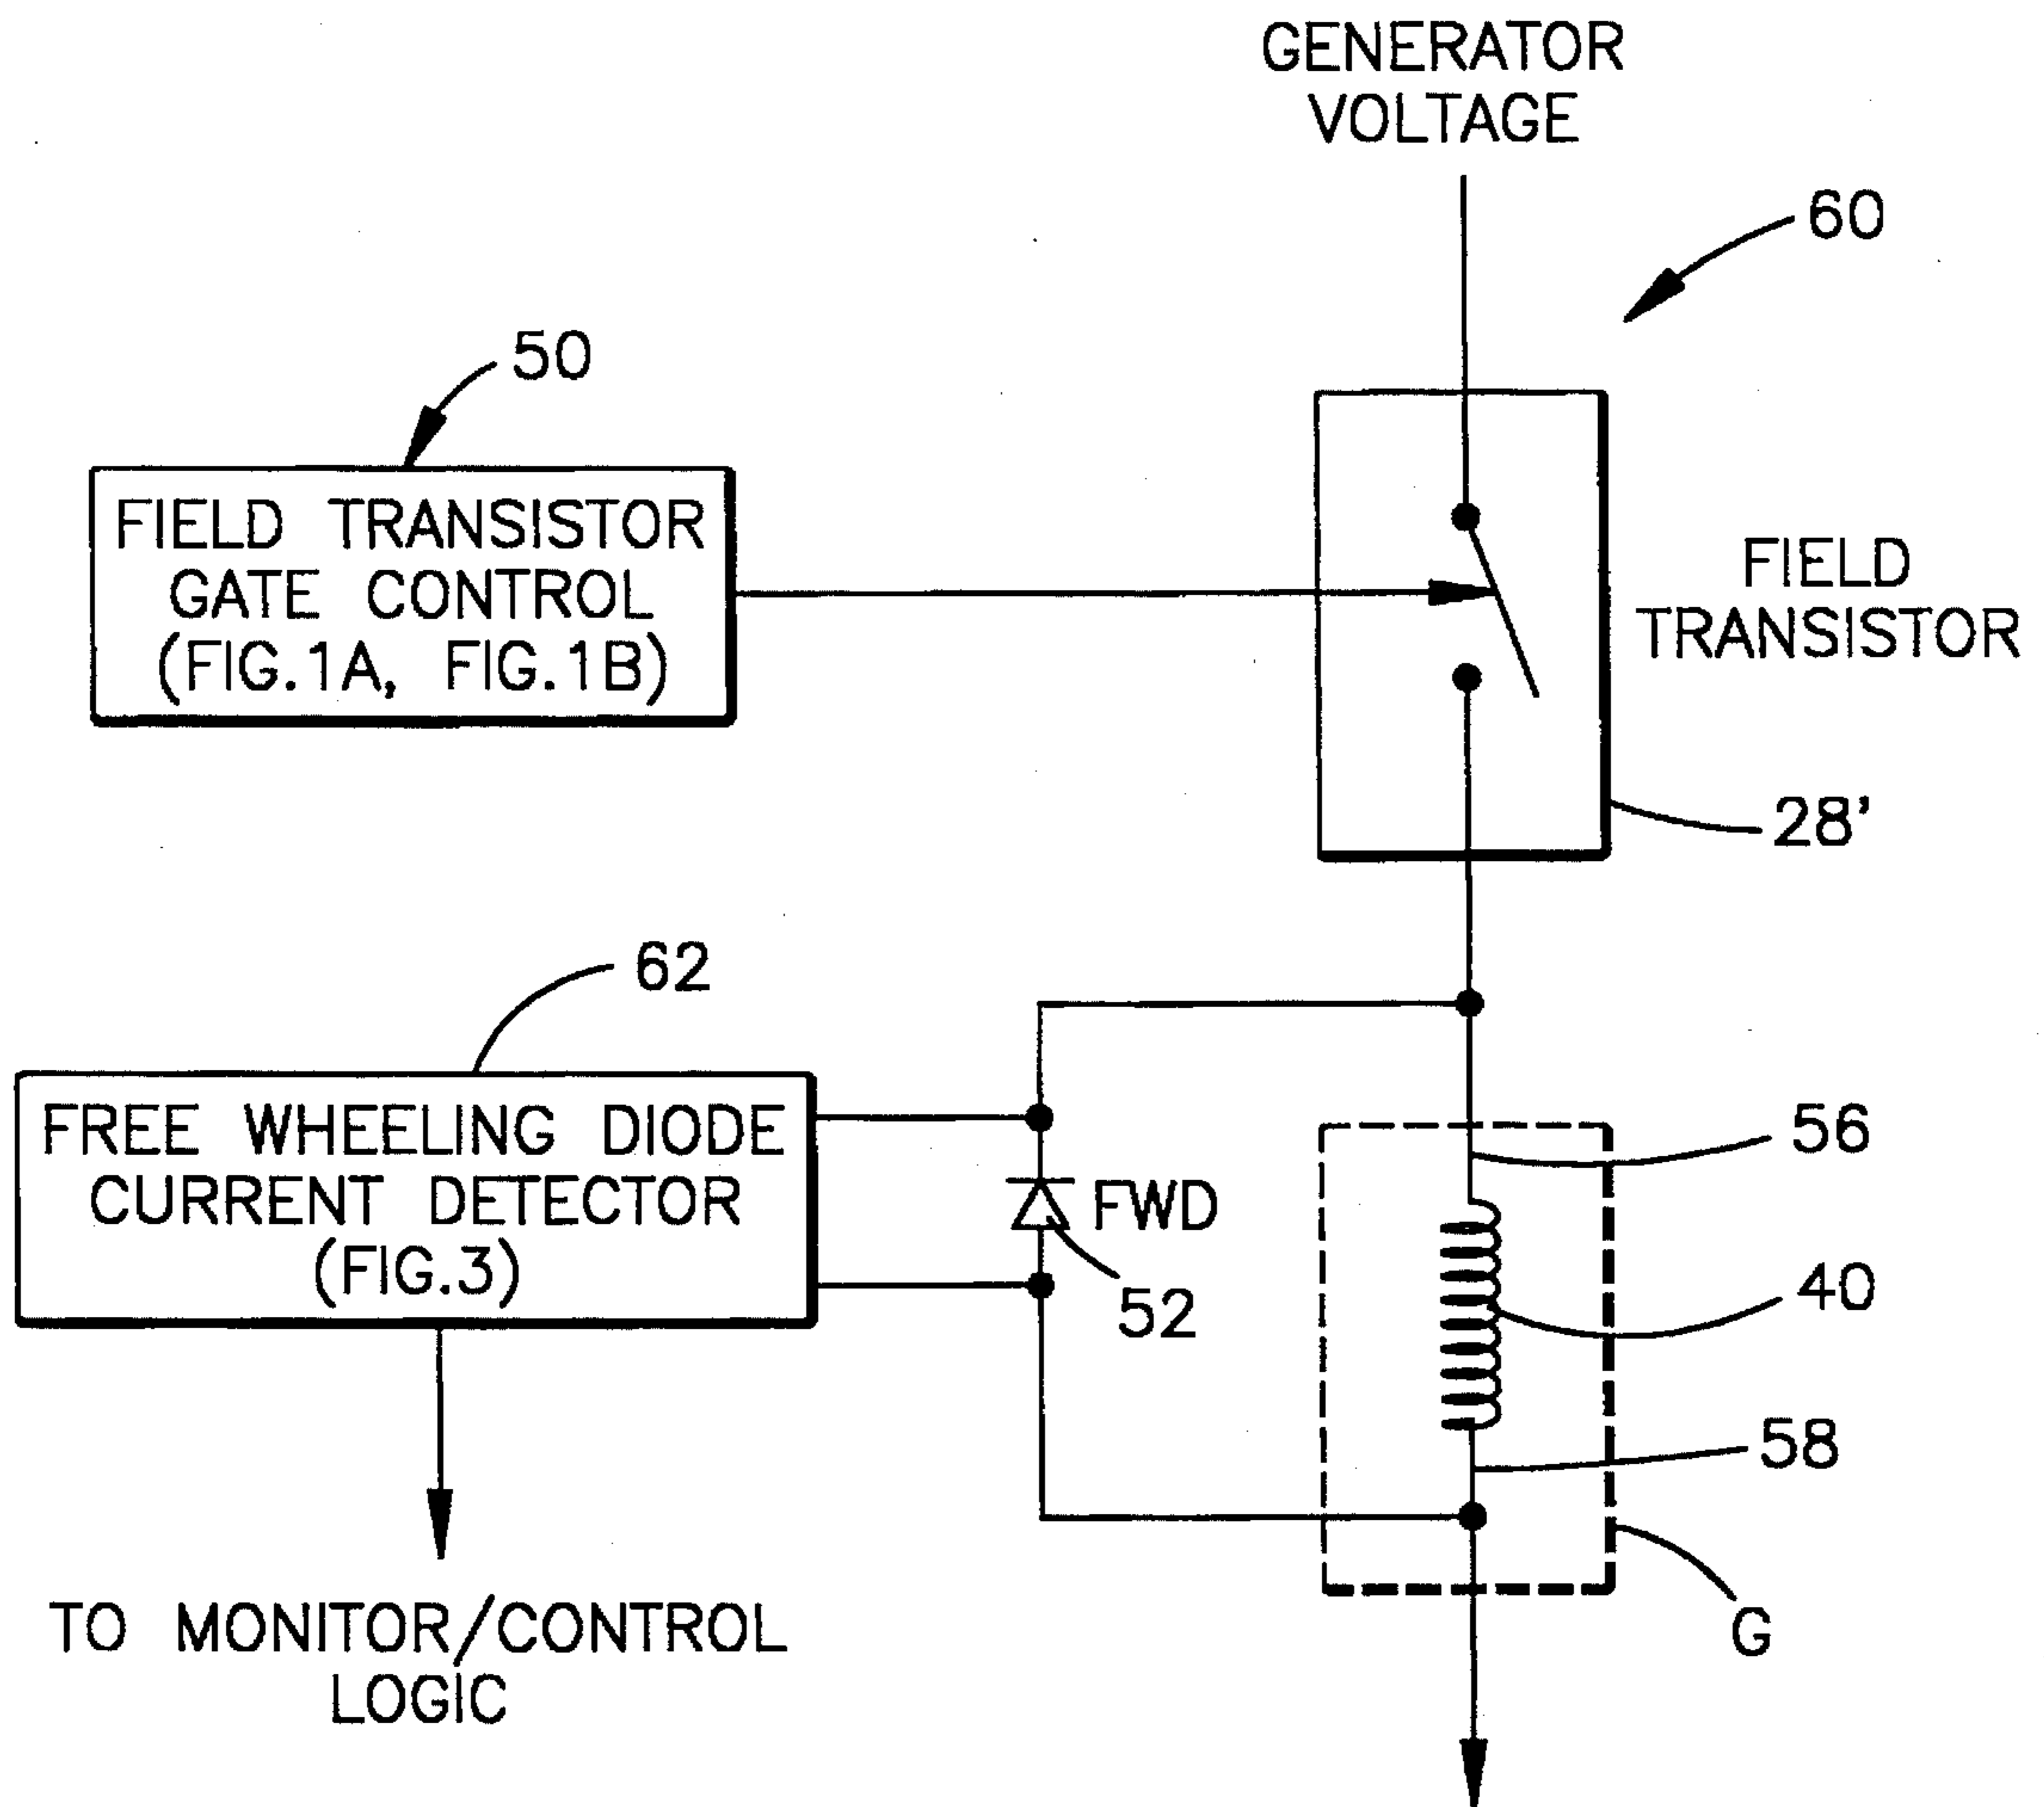 GENERATOR
VOLTAGE
60
50
FIELD TRANSISTOR
GATE CONTROL
(FIG.1A, FIG.1B)
FIELD
TRANSISTOR
28'
62
FREE WHEELING DIODE
CURRENT DETECTOR
(FIG.3)
FWD
52
56
40
58
G
TO MONITOR/CONTROL
LOGIC